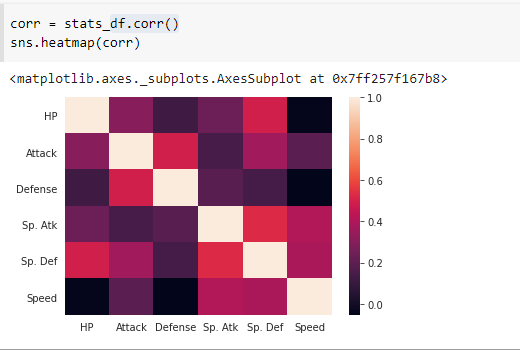 corr = stats_df.corr()
sns.heatmap(corr)
<matplotlib.axes._subplots.AxesSubplot at 0x7ff257f167b8>
HP
Attack
Defense
Sp. Atk
Sp. Def
Speed
HP Attack Defense Sp. Atk Sp. Def Speed
1.0
0.8
0.6
0.4
0.2
0.0